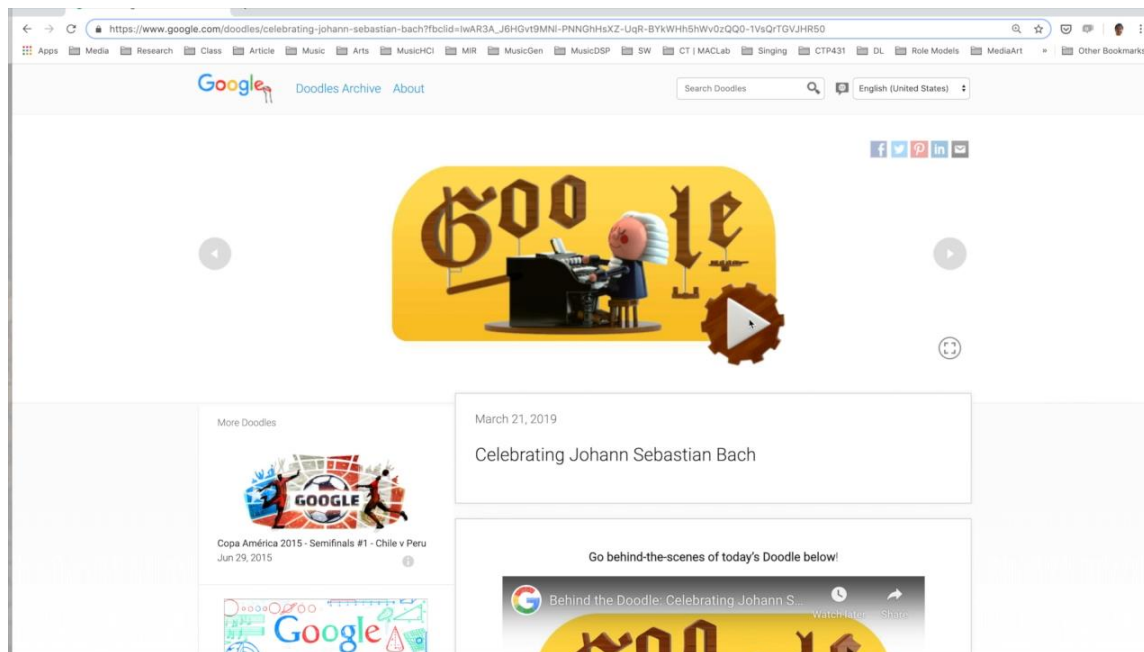 https://www.google.com/doodles/celebrating-johann-sebastian-bach?fbclid=IwAR3A_J6HGvt9MNI-PNNGhHsXZ-UqR-BYkWHh5hWv0zQQ0-1VsQrTGVJHR50
Apps Media Research Class Article Music Arts MusicHCI MIR MusicGen MusicDSP SW CT | MACLab Singing CTP431 DL Role Models MediaArt » Other Bookmarks
Google Doodles Archive About Search Doodles English (United States)
Google
March 21, 2019
Celebrating Johann Sebastian Bach
More Doodles
GOOGLE
Copa América 2015 - Semifinals #1 - Chile v Peru
Jun 29, 2015
Google
Go behind-the-scenes of today's Doodle below!
Behind the Doodle: Celebrating Johann S...
Watch later Share